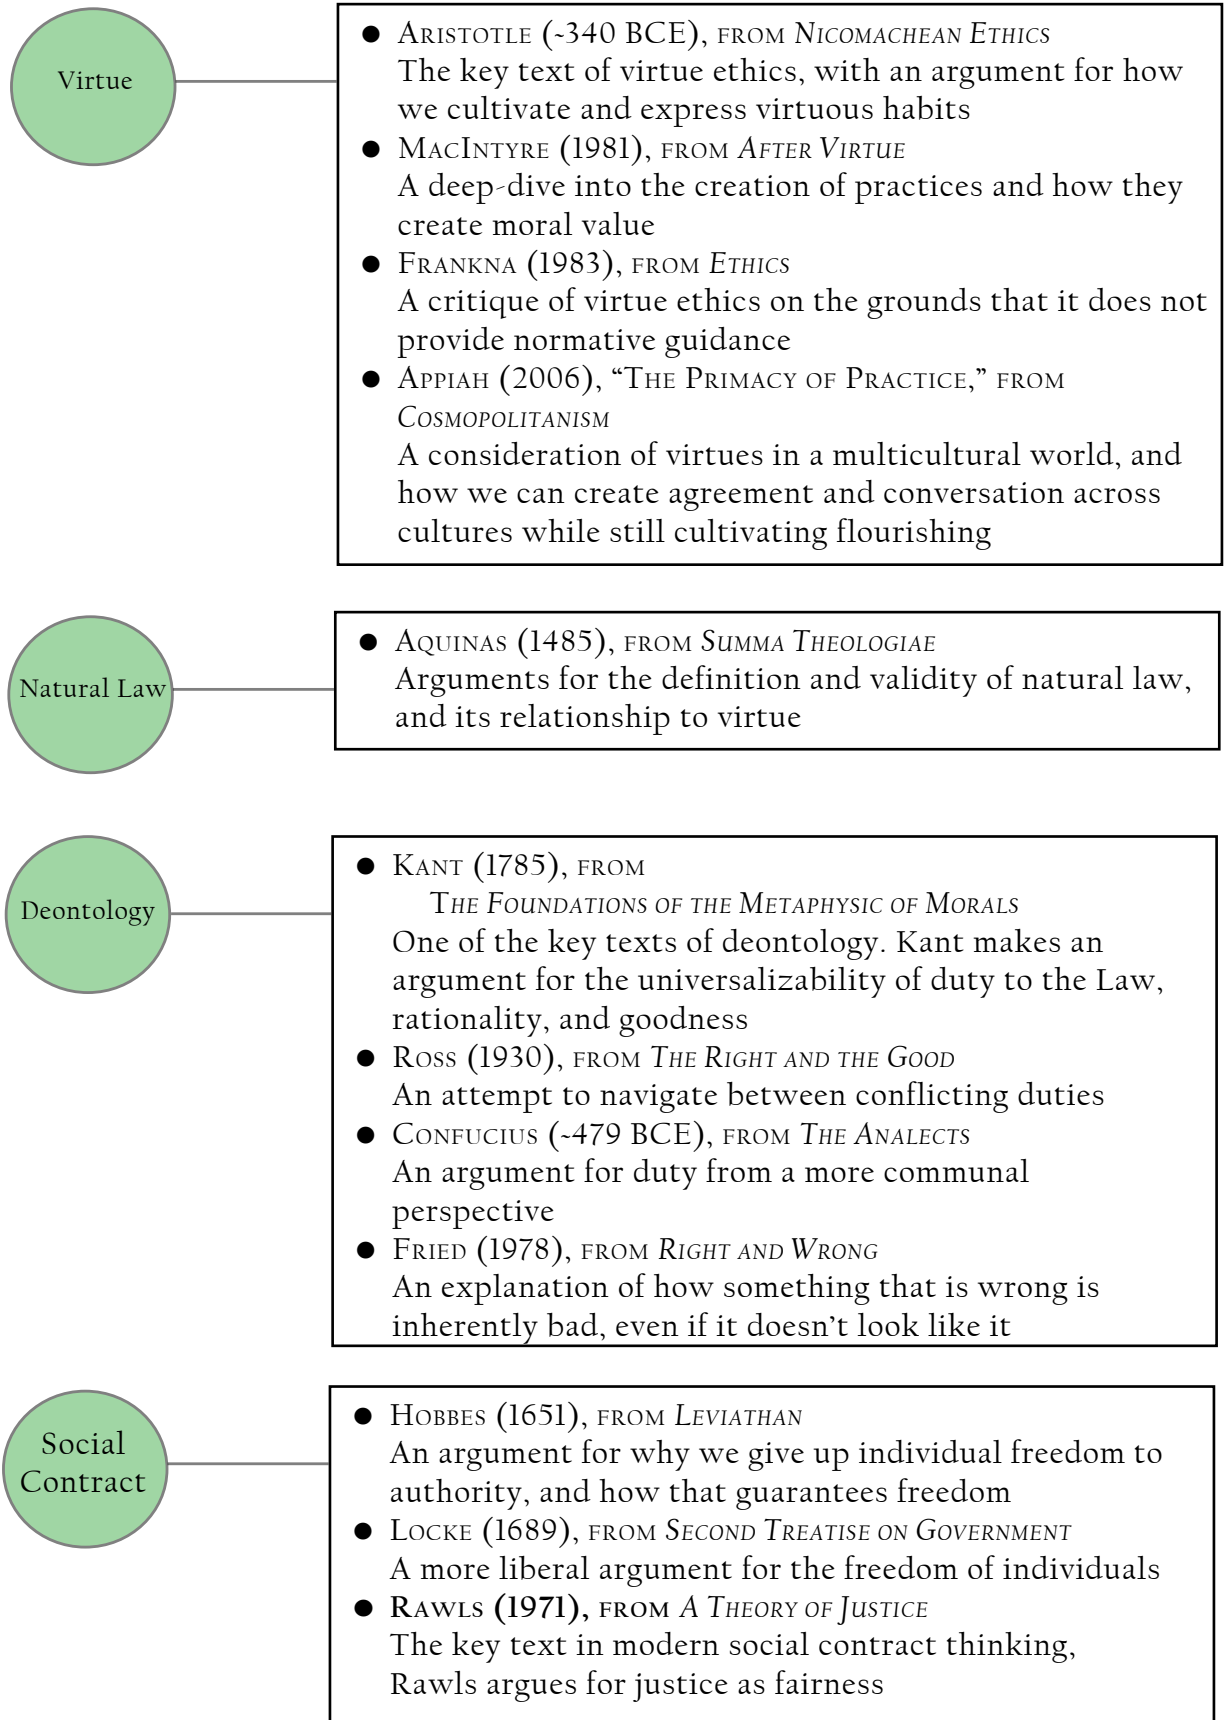 Virtue
● Aristotle (~340 BCE), from Nicomachean Ethics
The key text of virtue ethics, with an argument for how
we cultivate and express virtuous habits
● MacIntyre (1981), from After Virtue
A deep-dive into the creation of practices and how they
create moral value
● Frankna (1983), from Ethics
A critique of virtue ethics on the grounds that it does not
provide normative guidance
● Appiah (2006), “The Primacy of Practice,” from
Cosmopolitanism
A consideration of virtues in a multicultural world, and
how we can create agreement and conversation across
cultures while still cultivating flourishing
Natural Law
● Aquinas (1485), from Summa Theologiae
Arguments for the definition and validity of natural law,
and its relationship to virtue
Deontology
● Kant (1785), from
The Foundations of the Metaphysic of Morals
One of the key texts of deontology. Kant makes an
argument for the universalizability of duty to the Law,
rationality, and goodness
● Ross (1930), from The Right and the Good
An attempt to navigate between conflicting duties
● Confucius (~479 BCE), from The Analects
An argument for duty from a more communal
perspective
● Fried (1978), from Right and Wrong
An explanation of how something that is wrong is
inherently bad, even if it doesn’t look like it
Social
Contract
● Hobbes (1651), from Leviathan
An argument for why we give up individual freedom to
authority, and how that guarantees freedom
● Locke (1689), from Second Treatise on Government
A more liberal argument for the freedom of individuals
● Rawls (1971), from A Theory of Justice
The key text in modern social contract thinking,
Rawls argues for justice as fairness